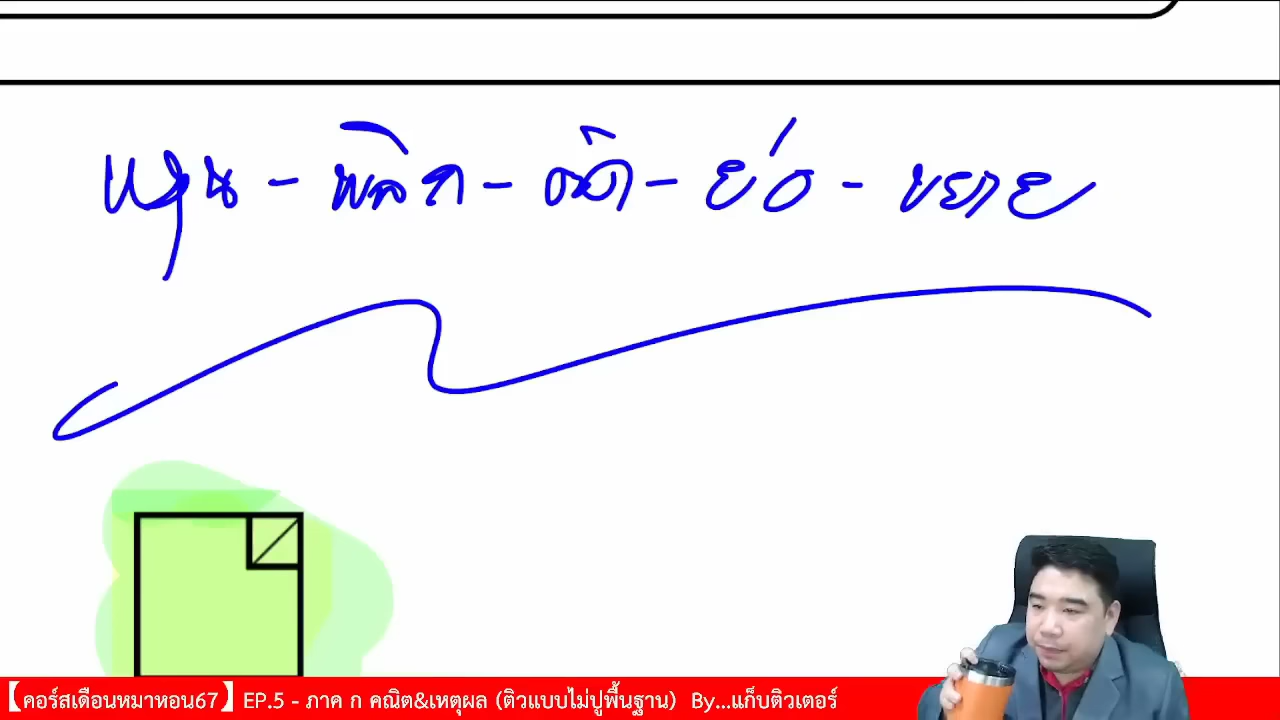 หมุน - พลิก - ตัด - ย่อ - ขยาย
【คอร์สเดือนหมาหอน67】 EP.5 - ภาค ก คณิต&เหตุผล (ติวแบบไม่ปูพื้นฐาน) By...แก็บติวเตอร์